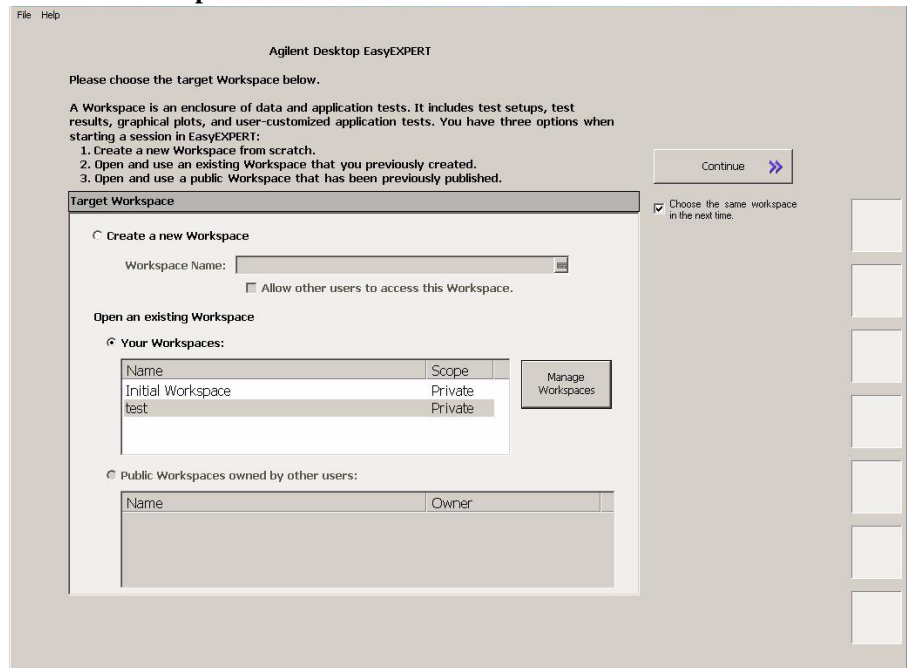 File Help
Agilent Desktop EasyEXPERT
Please choose the target Workspace below.
A Workspace is an enclosure of data and application tests. It includes test setups, test
results, graphical plots, and user-customized application tests. You have three options when
starting a session in EasyEXPERT:
1. Create a new Workspace from scratch.
2. Open and use an existing Workspace that you previously created.
3. Open and use a public Workspace that has been previously published.
Continue
Choose the same workspace
in the next time.
Target Workspace
Create a new Workspace
Workspace Name:
Allow other users to access this Workspace.
Open an existing Workspace
Your Workspaces:
Name Scope
Initial Workspace Private
test Private
Manage
Workspaces
Public Workspaces owned by other users:
Name Owner